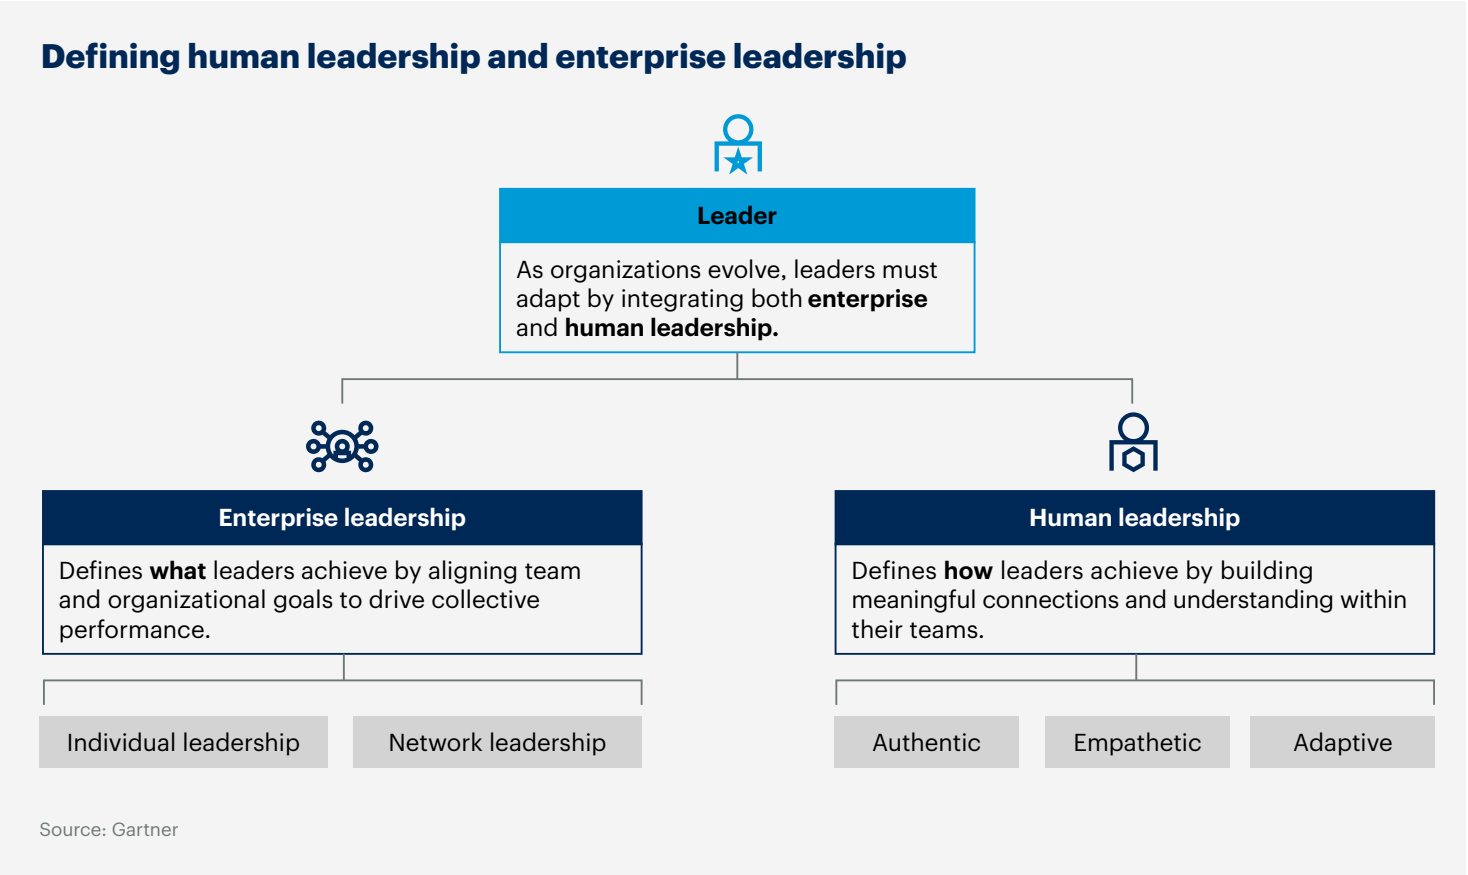 Defining human leadership and enterprise leadership
Leader
As organizations evolve, leaders must
adapt by integrating both enterprise
and human leadership.
Enterprise leadership
Defines what leaders achieve by aligning team
and organizational goals to drive collective
performance.
Individual leadership
Network leadership
Human leadership
Defines how leaders achieve by building
meaningful connections and understanding within
their teams.
Authentic
Empathetic
Adaptive
Source: Gartner